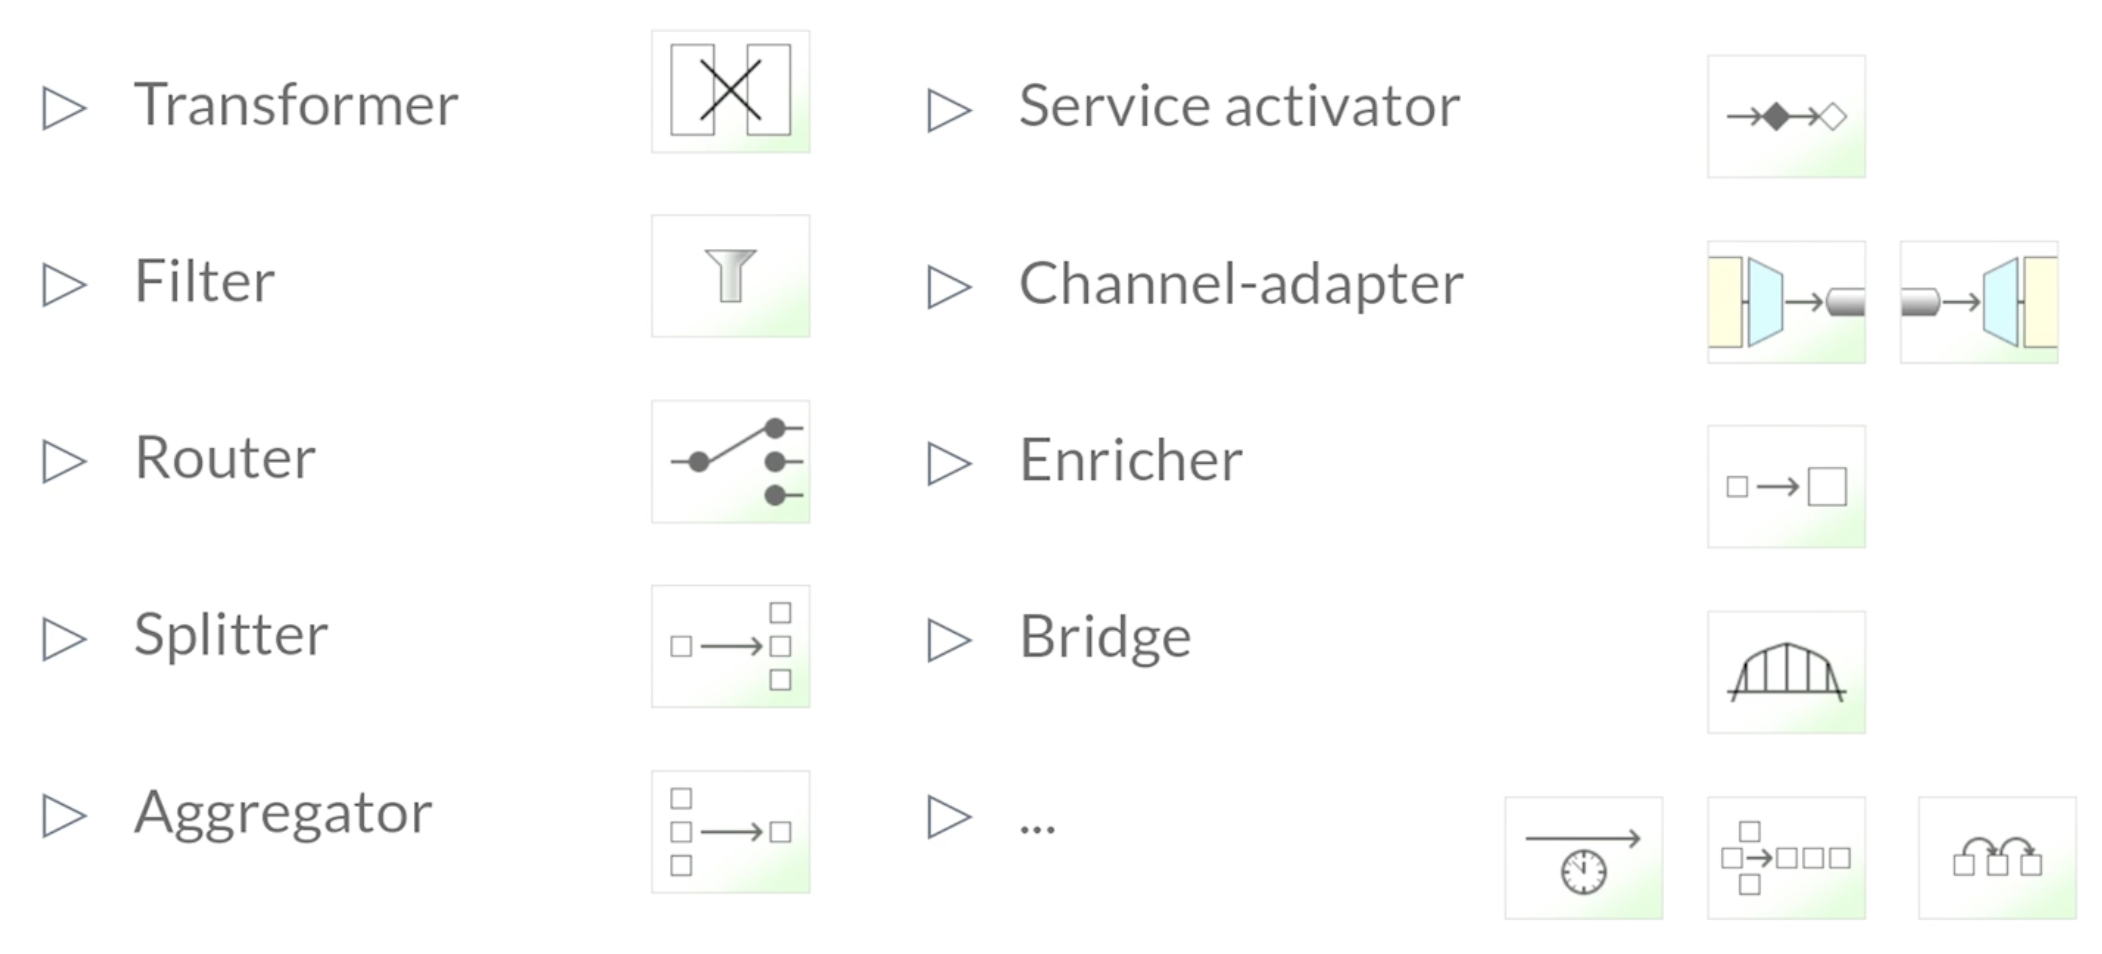 Transformer
Filter
Router
Splitter
Aggregator
Service activator
Channel-adapter
Enricher
Bridge
...